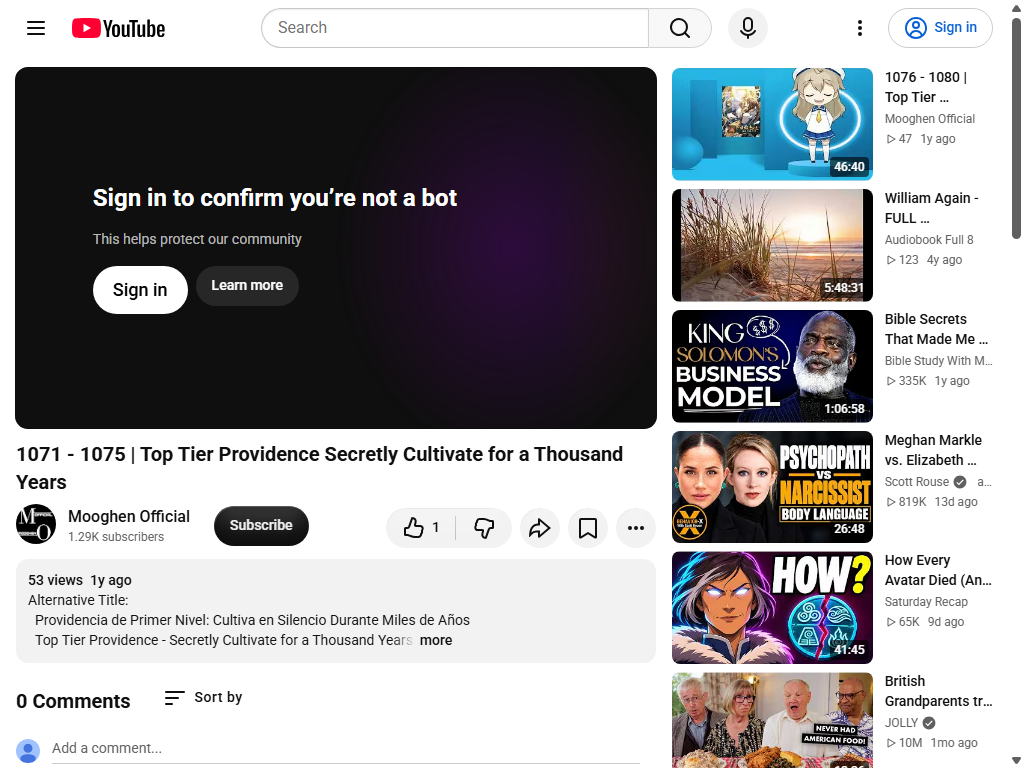 YouTube
Search
Sign in
Sign in to confirm you’re not a bot
This helps protect our community
Sign in
Learn more
1071 - 1075 | Top Tier Providence Secretly Cultivate for a Thousand
Years
Mooghen Official
1.29K subscribers
Subscribe
1
53 views 1y ago
Alternative Title:
Providencia de Primer Nivel: Cultiva en Silencio Durante Miles de Años
Top Tier Providence - Secretly Cultivate for a Thousand Years
more
0 Comments
Sort by
Add a comment...
46:40
1076 - 1080 |
Top Tier ...
Mooghen Official
47 1y ago
5:48:31
William Again -
FULL ...
Audiobook Full 8
123 4y ago
KING
SOLOMON'S
BUSINESS
MODEL
1:06:58
Bible Secrets
That Made Me ...
Bible Study With M...
335K 1y ago
PSYCHOPATH
VS
NARCISSIST
BODY LANGUAGE
26:48
Meghan Markle
vs. Elizabeth ...
Scott Rouse a...
819K 13d ago
HOW?
41:45
How Every
Avatar Died (An...
Saturday Recap
65K 9d ago
NEVER HAD
AMERICAN FOOD!
British
Grandparents tr...
JOLLY
10M 1mo ago